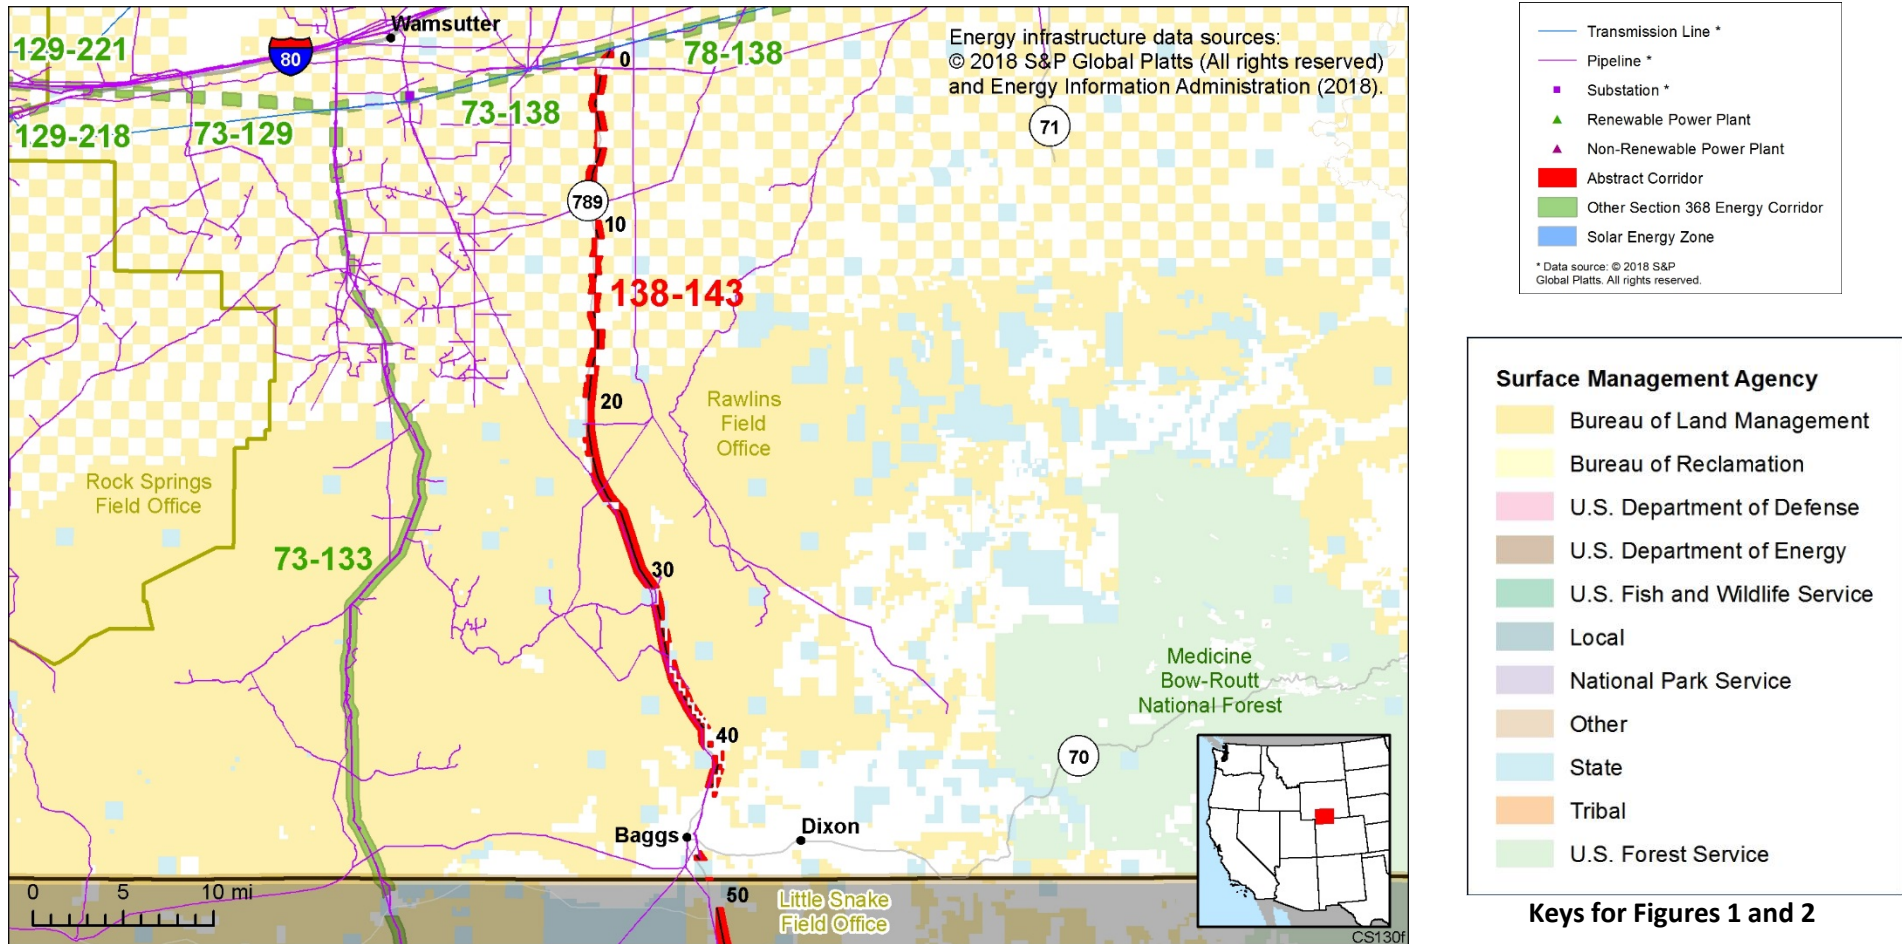 Wamsutter
129-221
80
78-138
0
Energy infrastructure data sources:
© 2018 S&P Global Platts (All rights reserved)
and Energy Information Administration (2018).
73-138
129-218
73-129
71
789
10
138-143
20
Rawlins
Field
Office
Rock Springs
Field Office
73-133
30
Medicine
Bow-Routt
National Forest
40
70
Baggs
Dixon
0 5 10 mi
50
Little Snake
Field Office
CS130f
Transmission Line *
Pipeline *
Substation *
Renewable Power Plant
Non-Renewable Power Plant
Abstract Corridor
Other Section 368 Energy Corridor
Solar Energy Zone
* Data source: © 2018 S&P
Global Platts. All rights reserved.
Surface Management Agency
Bureau of Land Management
Bureau of Reclamation
U.S. Department of Defense
U.S. Department of Energy
U.S. Fish and Wildlife Service
Local
National Park Service
Other
State
Tribal
U.S. Forest Service
Keys for Figures 1 and 2